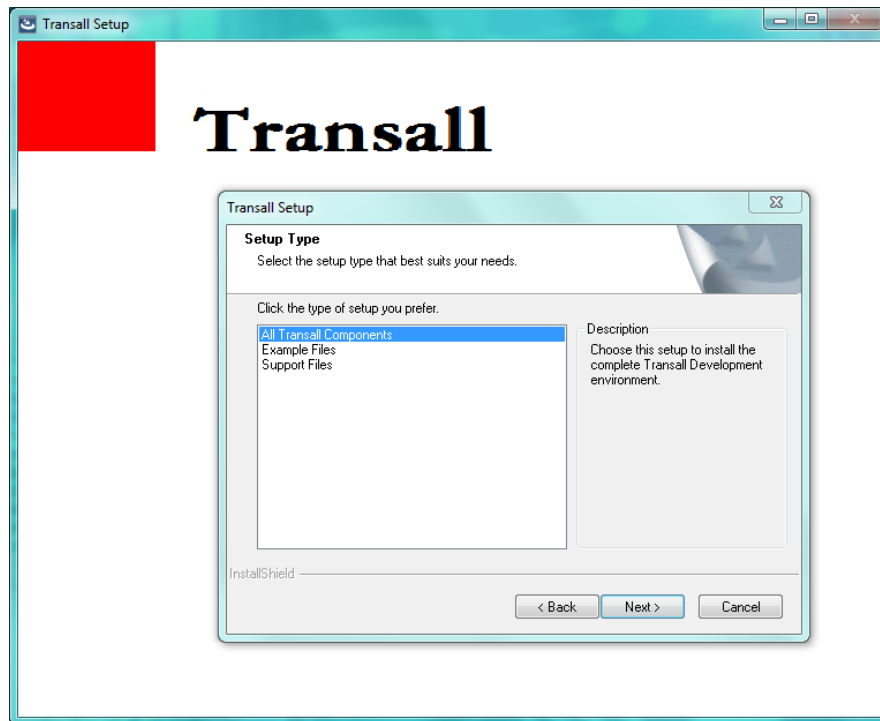 Transall Setup
Transall
Transall Setup
Setup Type
Select the setup type that best suits your needs.
Click the type of setup you prefer.
All Transall Components
Example Files
Support Files
Description
Choose this setup to install the
complete Transall Development
environment.
InstallShield
< Back
Next >
Cancel